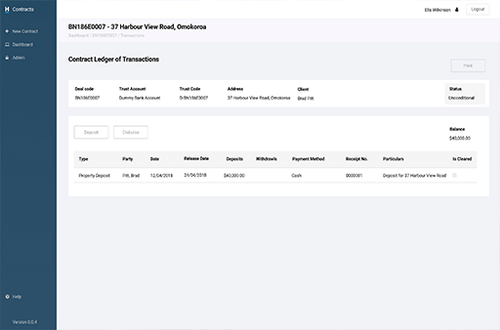 Contracts
Ella Wilkinson
Logout
New Contract
Dashboard
Admin
BN186E0007 - 37 Harbour View Road, Omokoroa
Dashboard / BN186E0007 / Transactions
Contract Ledger of Transactions
Print
Deal code Trust Account Trust Code Address Client Status
BN186E0007 Dummy Bank Account D-BN186E0007 37 Harbour View Road, Omokoroa Brad Pitt Unconditional
Deposit Disburse Balance
$40,000.00
Type Party Date Release Date Deposits Withdrawls Payment Method Receipt No. Particulars Is Cleared
Property Deposit Pitt, Brad 12/04/2018 24/04/2018 $40,000.00 Cash 0000001 Deposit for 37 Harbour View Road
Help
Version 0.0.4